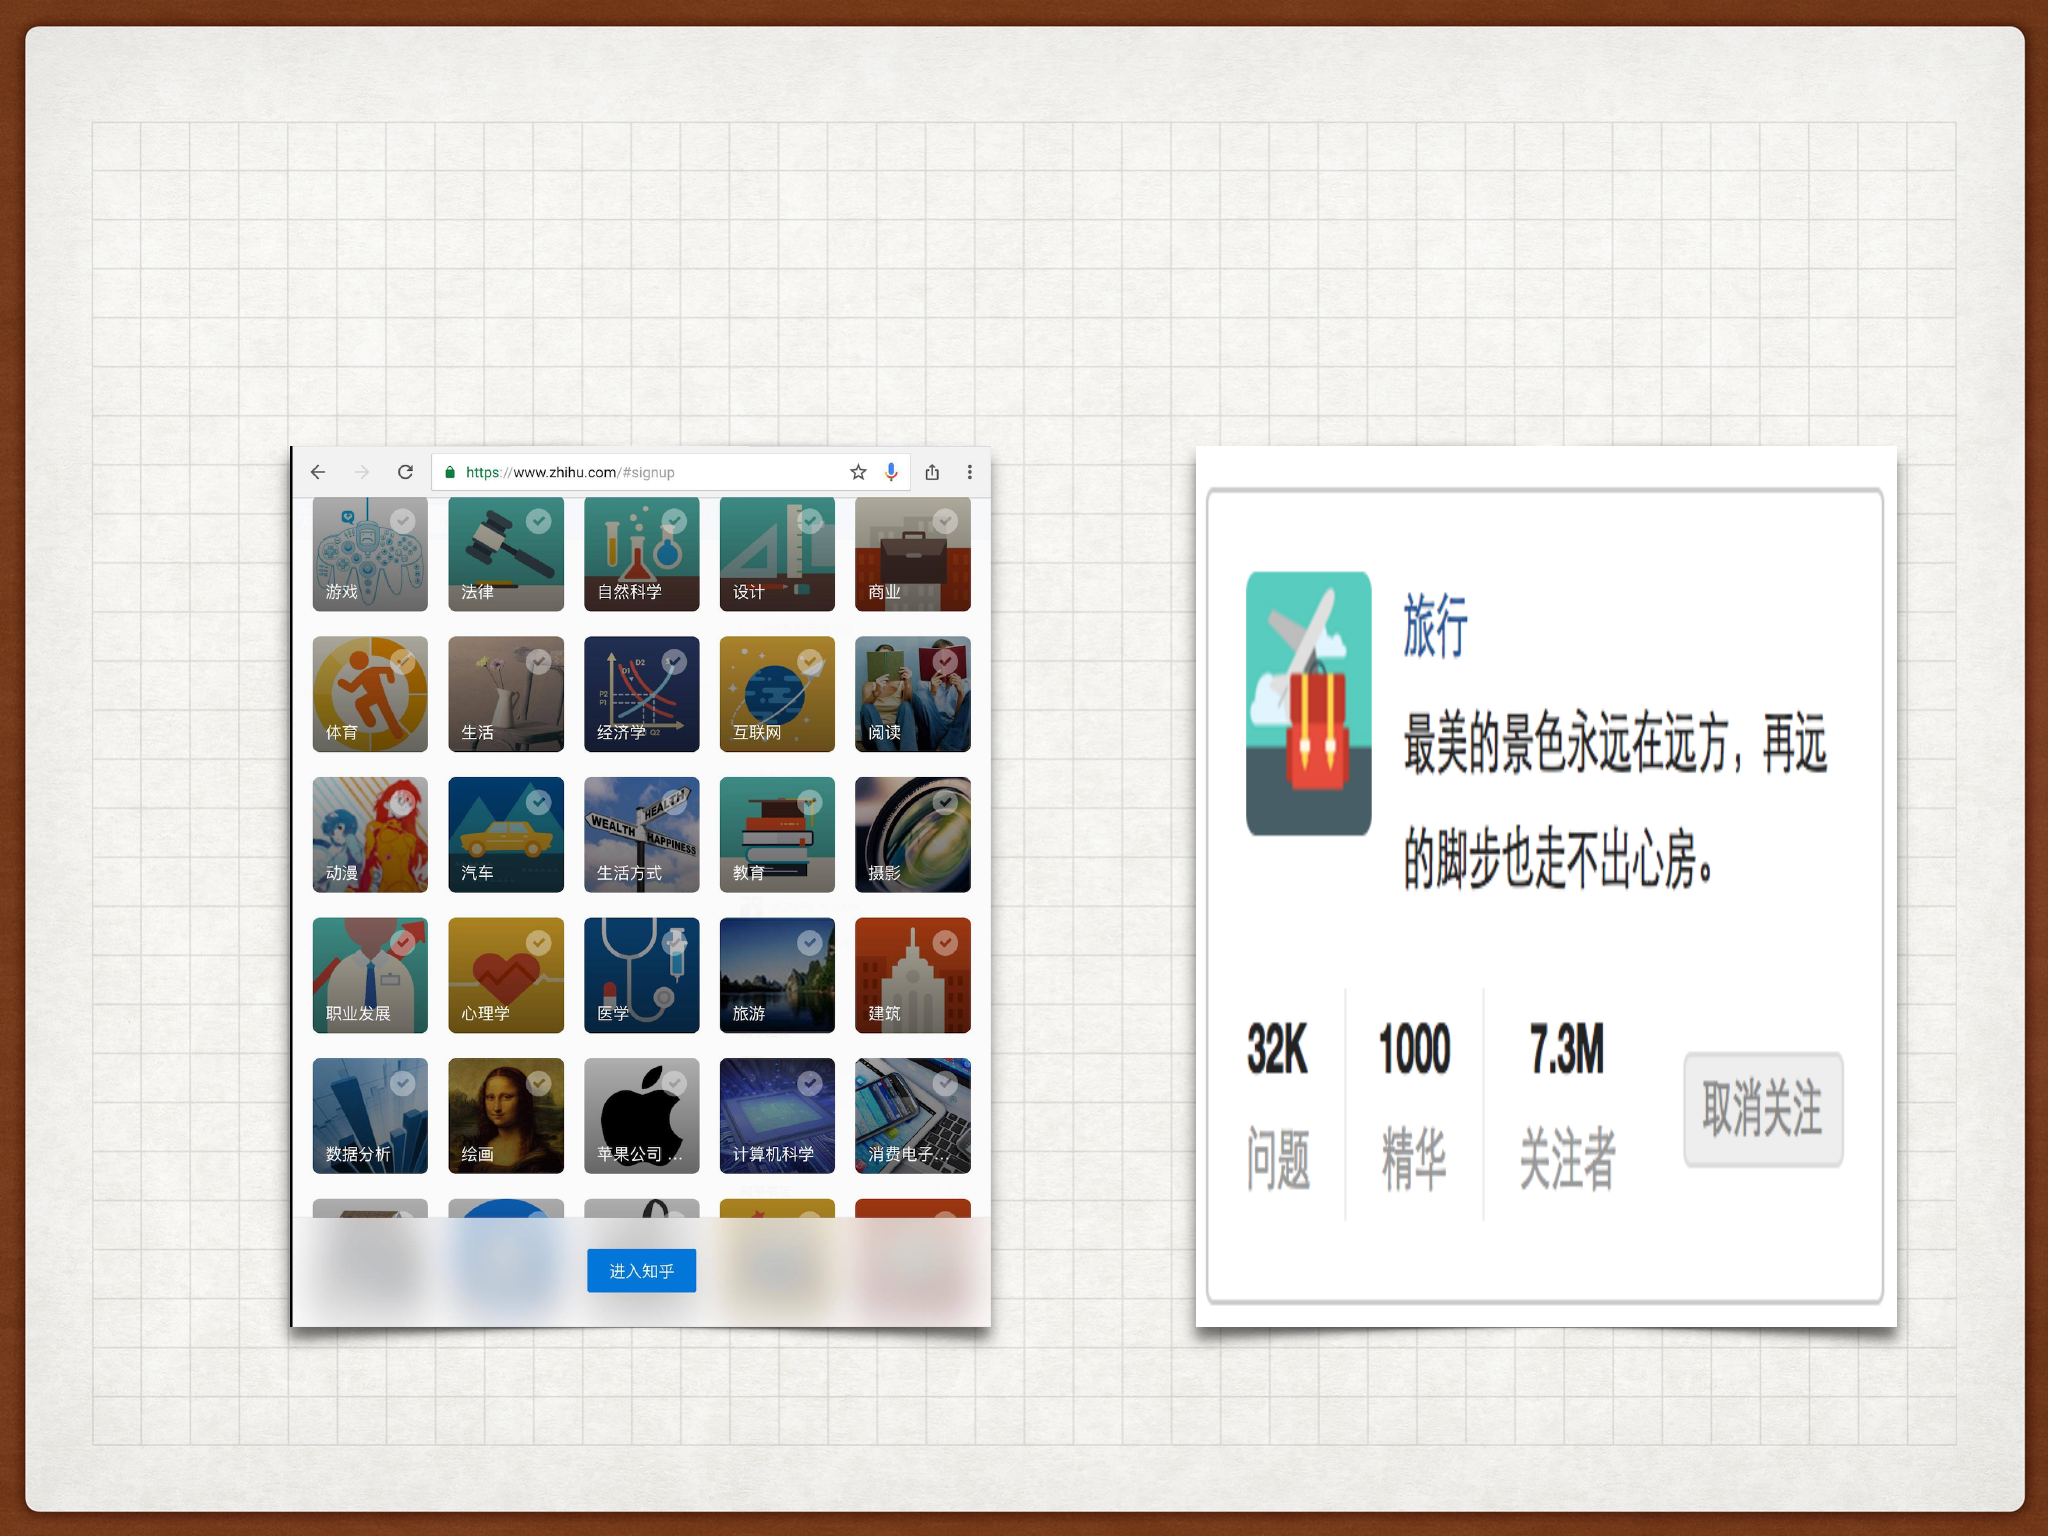 https://www.zhihu.com/#signup
游戏 法律 自然科学 设计 商业
D1 D2
P2
P1
Q2
体育 生活 经济学 互联网 阅读
HEALTH
WEALTH
HAPPINESS
动漫 汽车 生活方式 教育 摄影
职业发展 心理学 医学 旅游 建筑
数据分析 绘画 苹果公司 ... 计算机科学 消费电子...
进入知乎
旅行
最美的景色永远在远方，再远
的脚步也走不出心房。
32K 1000 7.3M
问题 精华 关注者
取消关注